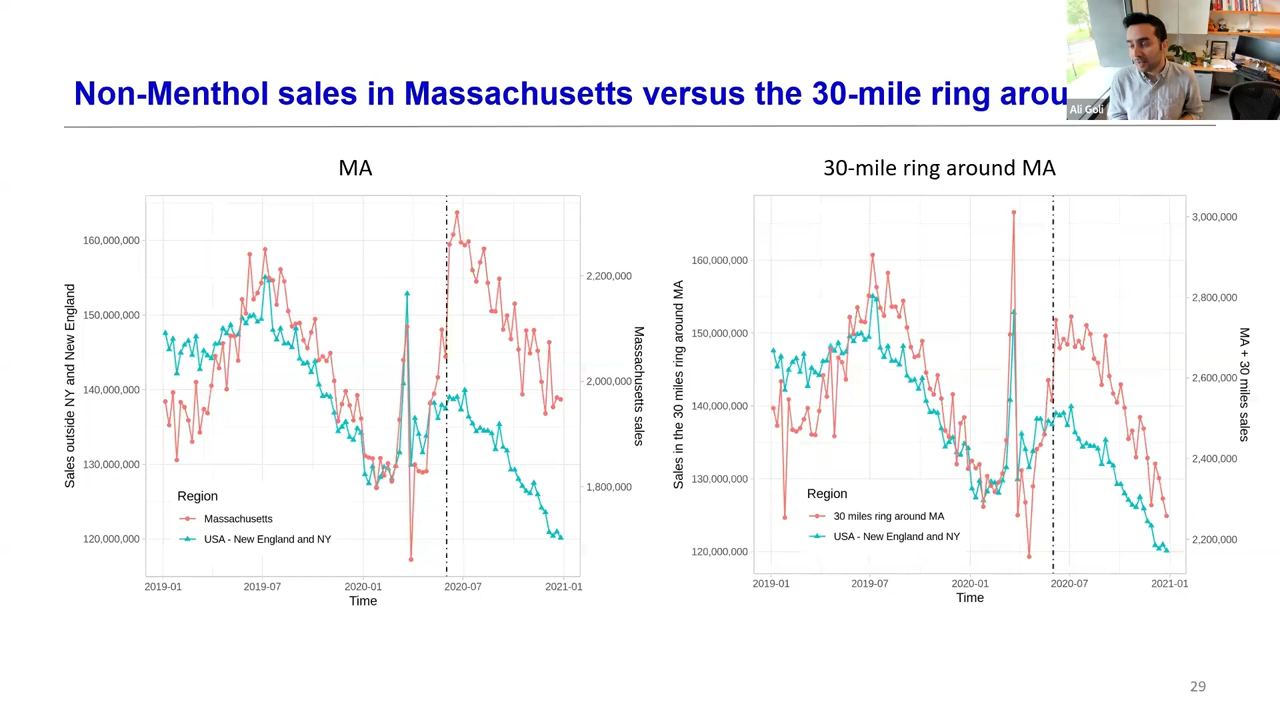 Non-Menthol sales in Massachusetts versus the 30-mile ring arou
Ali Goli
MA
160,000,000
150,000,000
140,000,000
130,000,000
120,000,000
Sales outside NY and New England
2,200,000
2,000,000
1,800,000
Massachusetts sales
Region
Massachusetts
USA - New England and NY
2019-01
2019-07
2020-01
2020-07
2021-01
Time
30-mile ring around MA
160,000,000
150,000,000
140,000,000
130,000,000
120,000,000
Sales in the 30 miles ring around MA
3,000,000
2,800,000
2,600,000
2,400,000
2,200,000
MA + 30 miles sales
Region
30 miles ring around MA
USA - New England and NY
2019-01
2019-07
2020-01
2020-07
2021-01
Time
29